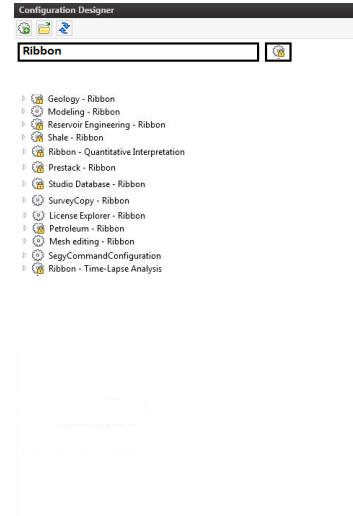 Configuration Designer
Ribbon
Geology - Ribbon
Modeling - Ribbon
Reservoir Engineering - Ribbon
Shale - Ribbon
Ribbon - Quantitative Interpretation
Prestack - Ribbon
Studio Database - Ribbon
SurveyCopy - Ribbon
License Explorer - Ribbon
Petroleum - Ribbon
Mesh editing - Ribbon
SegyCommandConfiguration
Ribbon - Time-Lapse Analysis